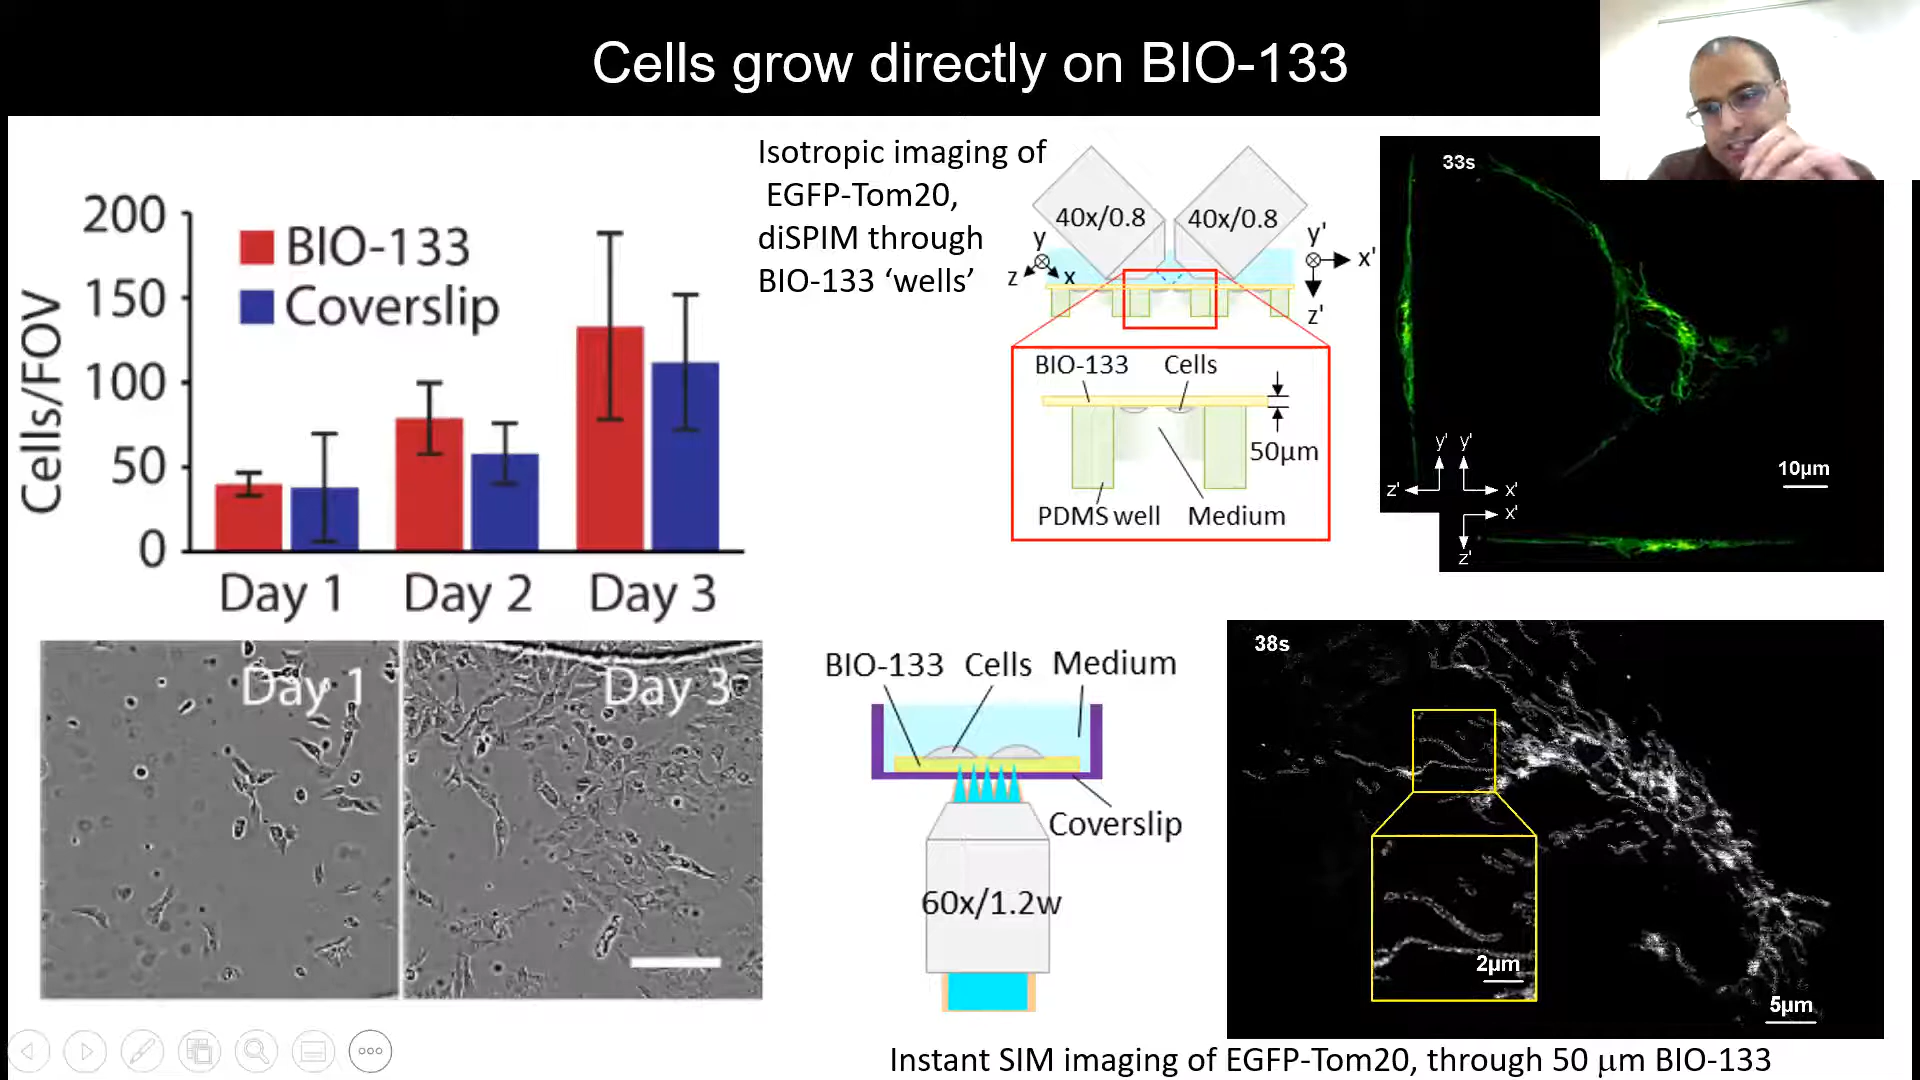 Cells grow directly on BIO-133
Cells/FOV
200
150
100
50
0
BIO-133
Coverslip
Day 1
Day 2
Day 3
Day 1
Day 3
Isotropic imaging of
EGFP-Tom20,
diSPIM through
BIO-133 ‘wells’
40x/0.8
40x/0.8
y
z
x
y'
x'
z'
BIO-133
Cells
50μm
PDMS well
Medium
33s
y'
y'
z'
x'
x'
z'
10μm
BIO-133
Cells
Medium
Coverslip
60x/1.2w
38s
2μm
5μm
Instant SIM imaging of EGFP-Tom20, through 50 μm BIO-133